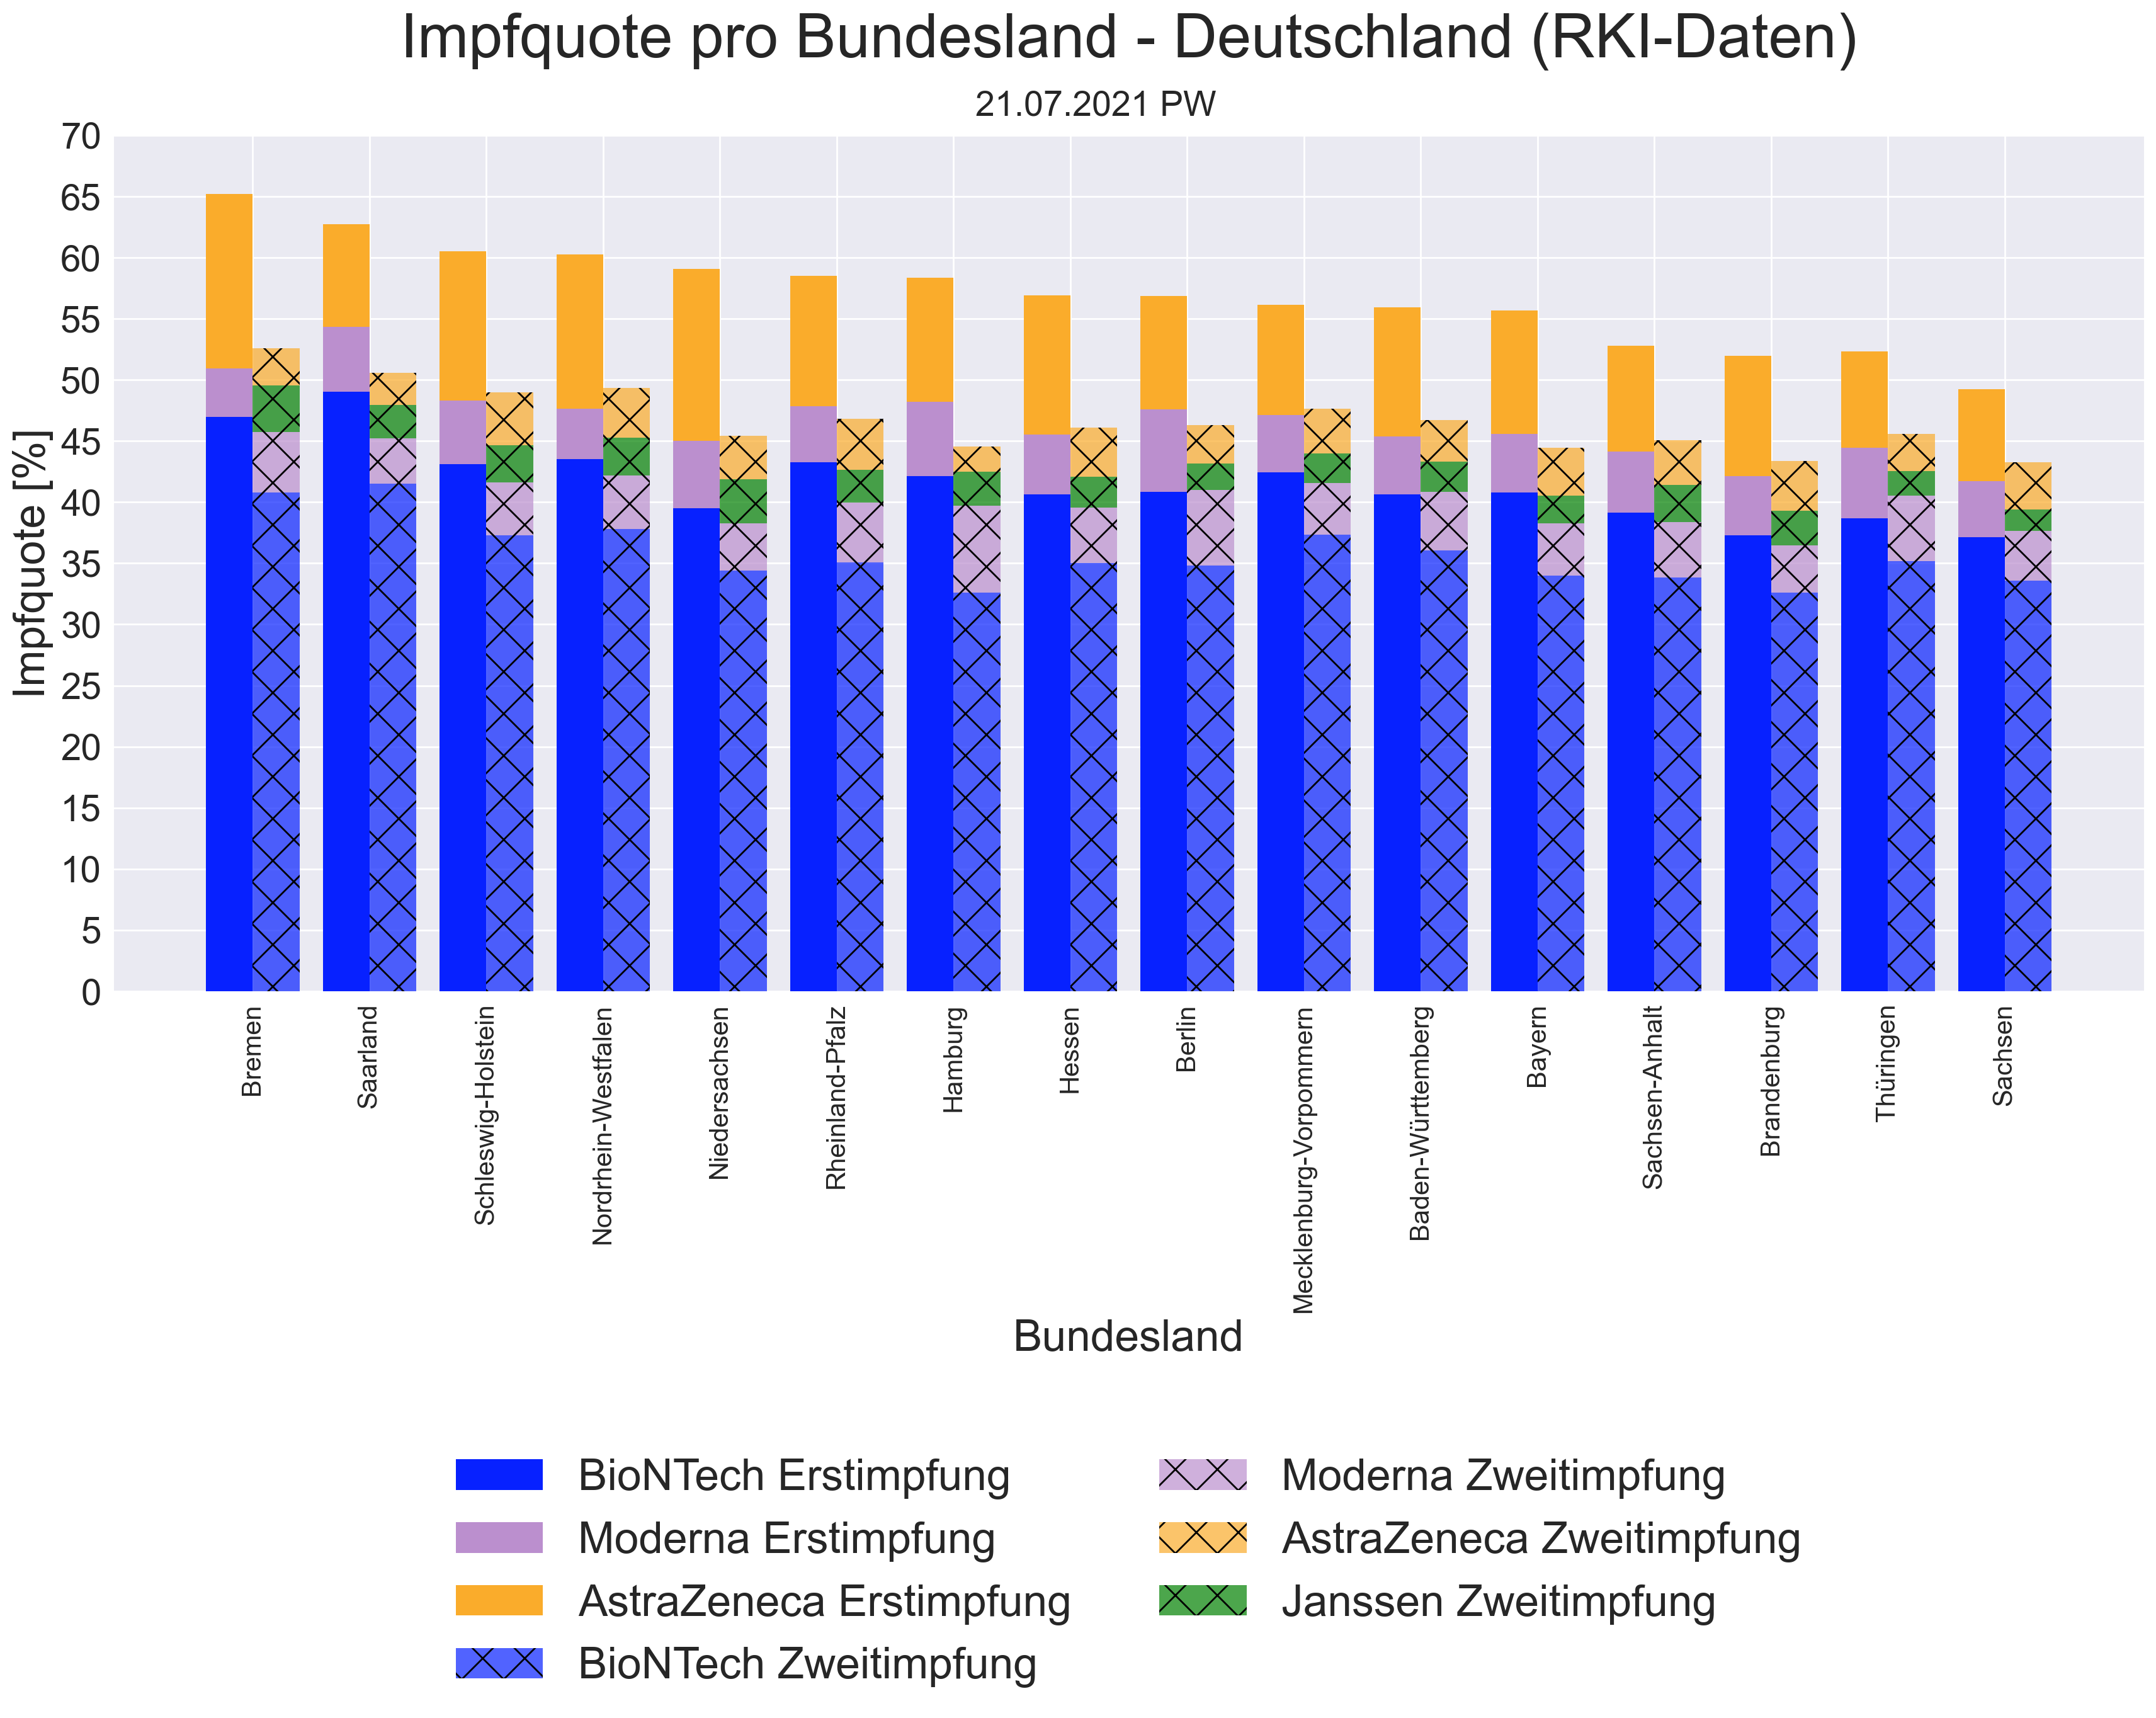 Impfquote pro Bundesland - Deutschland (RKI-Daten)
21.07.2021 PW
Impfquote [%]
70
65
60
55
50
45
40
35
30
25
20
15
10
5
0
Bremen
Saarland
Schleswig-Holstein
Nordrhein-Westfalen
Niedersachsen
Rheinland-Pfalz
Hamburg
Hessen
Berlin
Mecklenburg-Vorpommern
Baden-Württemberg
Bayern
Sachsen-Anhalt
Brandenburg
Thüringen
Sachsen
Bundesland
BioNTech Erstimpfung
Moderna Erstimpfung
AstraZeneca Erstimpfung
BioNTech Zweitimpfung
Moderna Zweitimpfung
AstraZeneca Zweitimpfung
Janssen Zweitimpfung